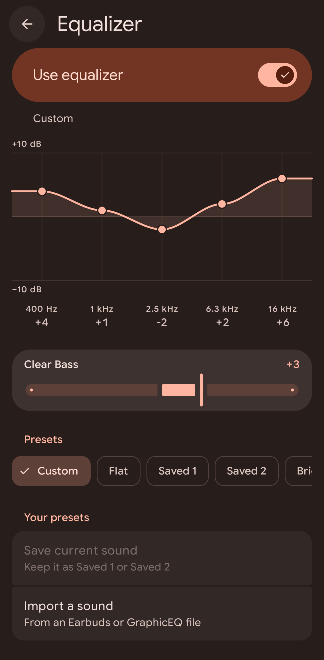 Equalizer
Use equalizer
Custom
+10 dB
−10 dB
400 Hz 1 kHz 2.5 kHz 6.3 kHz 16 kHz
+4 +1 -2 +2 +6
Clear Bass +3
Presets
Custom Flat Saved 1 Saved 2 Bri
Your presets
Save current sound
Keep it as Saved 1 or Saved 2
Import a sound
From an Earbuds or GraphicEQ file